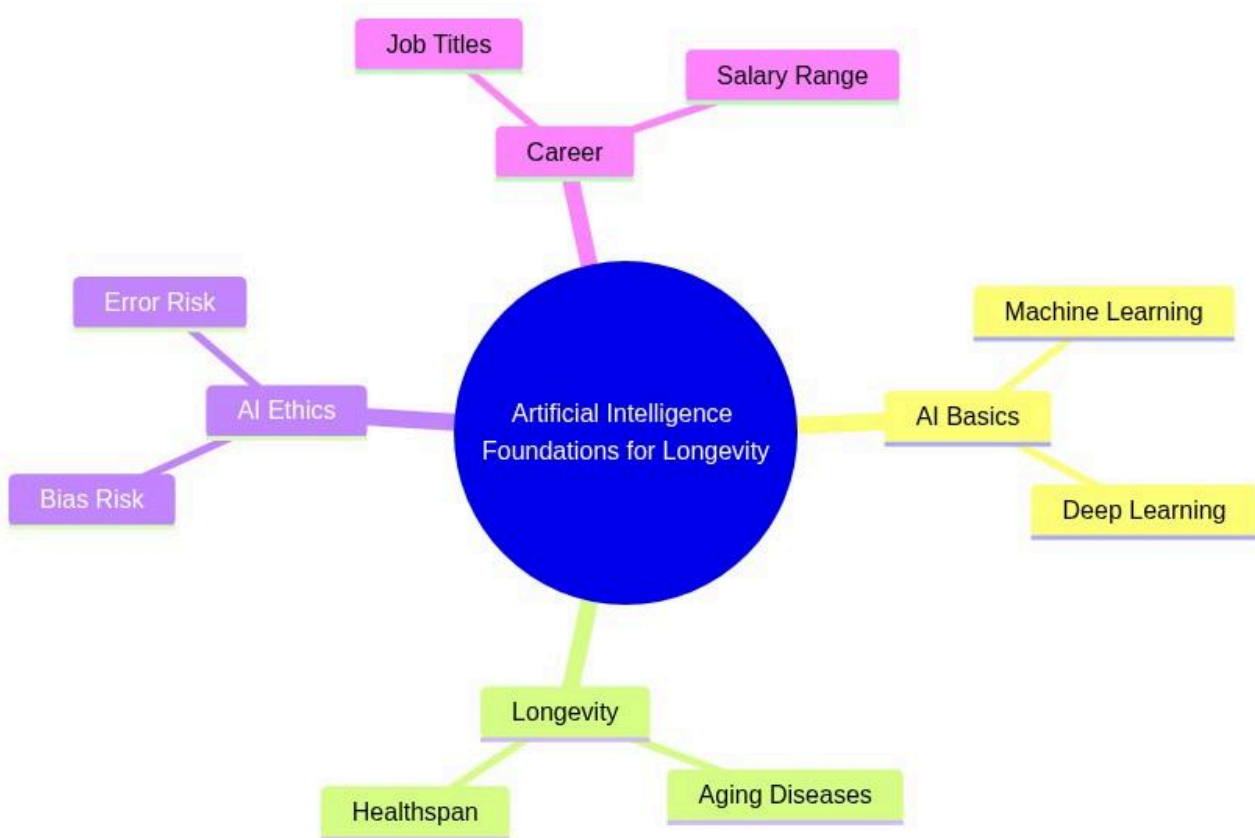 Job Titles
Salary Range
Career
Error Risk
Machine Learning
AI Ethics
Artificial Intelligence
Foundations for Longevity
AI Basics
Bias Risk
Deep Learning
Longevity
Healthspan
Aging Diseases